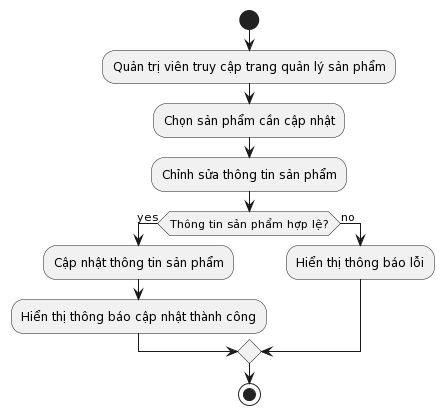 Quản trị viên truy cập trang quản lý sản phẩm
Chọn sản phẩm cần cập nhật
Chỉnh sửa thông tin sản phẩm
yes
Thông tin sản phẩm hợp lệ?
no
Cập nhật thông tin sản phẩm
Hiển thị thông báo lỗi
Hiển thị thông báo cập nhật thành công